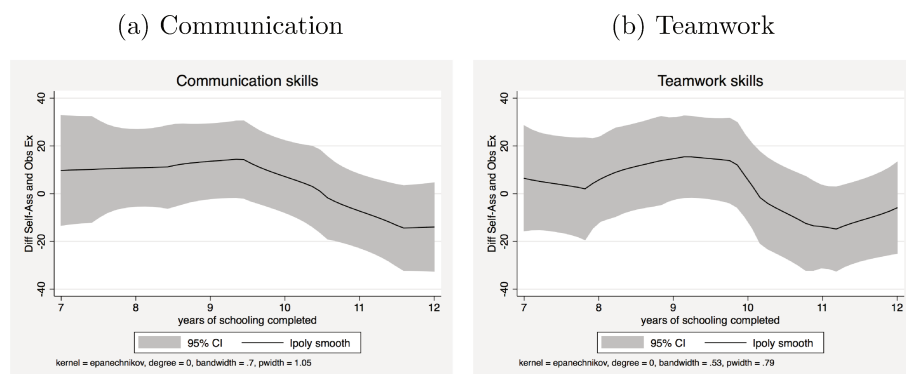 (a) Communication
Communication skills
Diff Self-Ass and Obs Ex
40
20
0
-20
-40
7 8 9 10 11 12
years of schooling completed
95% CI lpoly smooth
kernel = epanechnikov, degree = 0, bandwidth = .7, pwidth = 1.05
(b) Teamwork
Teamwork skills
Diff Self-Ass and Obs Ex
40
20
0
-20
-40
7 8 9 10 11 12
years of schooling completed
95% CI lpoly smooth
kernel = epanechnikov, degree = 0, bandwidth = .53, pwidth = .79